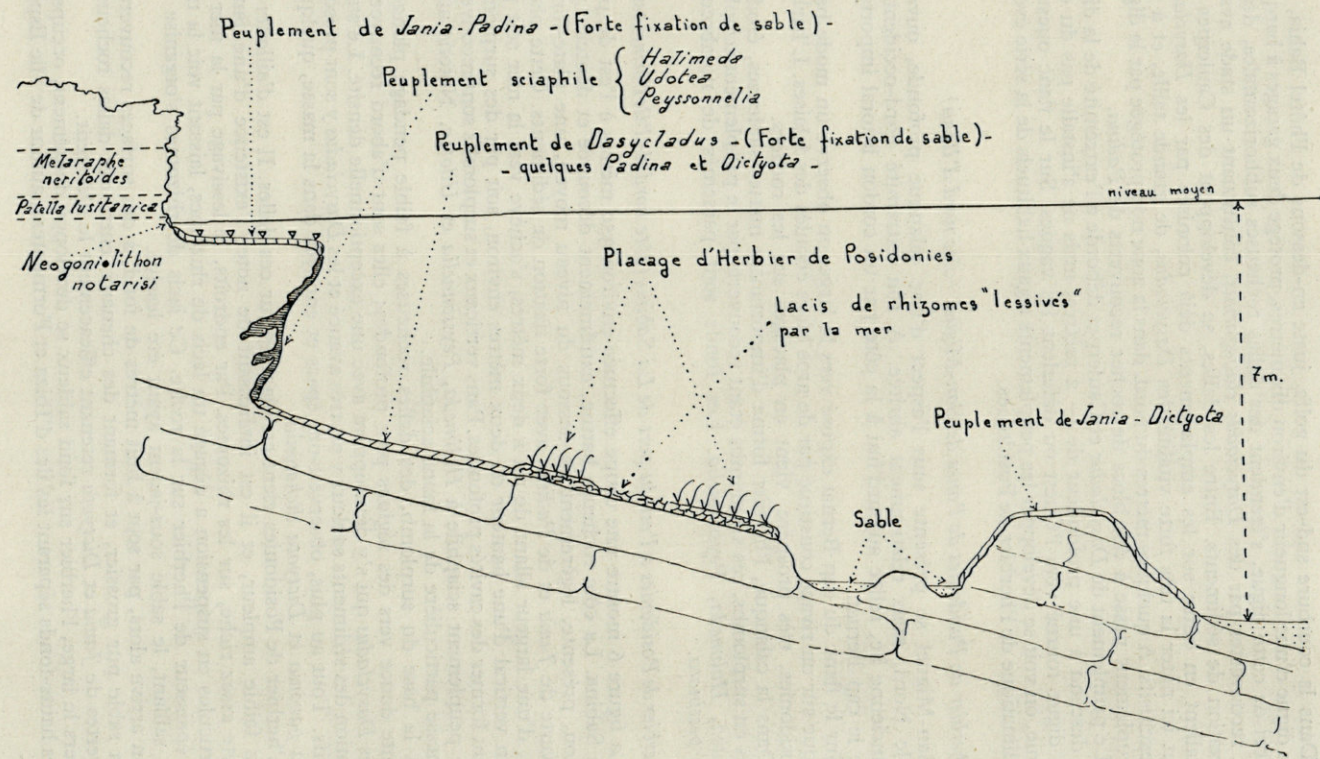 Peuplement de Jania-Padina -(Forte fixation de sable)-
Peuplement sciaphile { Halimeda
Udotea
Peyssonnelia
Peuplement de Dasycladus -(Forte fixation de sable)-
- quelques Padina et Dictyota -
Melaraphe
neritoides
Patella lusitanica
niveau moyen
Neogoniolithon
notarisi
Placage d'Herbier de Posidonies
Lacis de rhizomes "lessivés"
par la mer
7m.
Peuplement de Jania - Dictyota
Sable